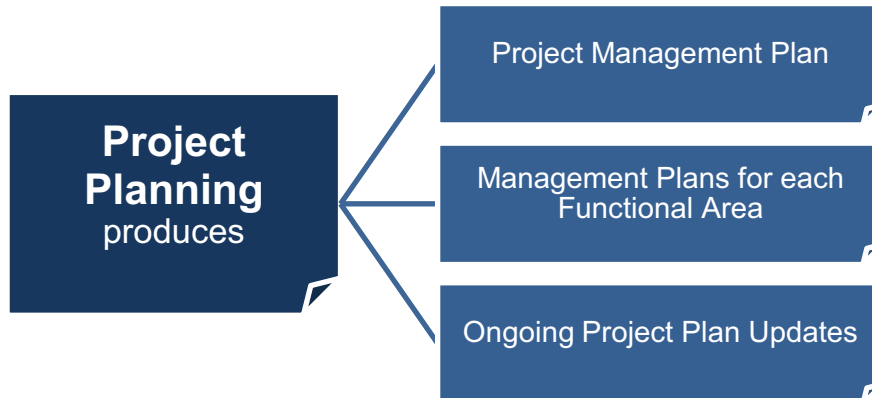 Project
Planning
produces
Project Management Plan
Management Plans for each
Functional Area
Ongoing Project Plan Updates